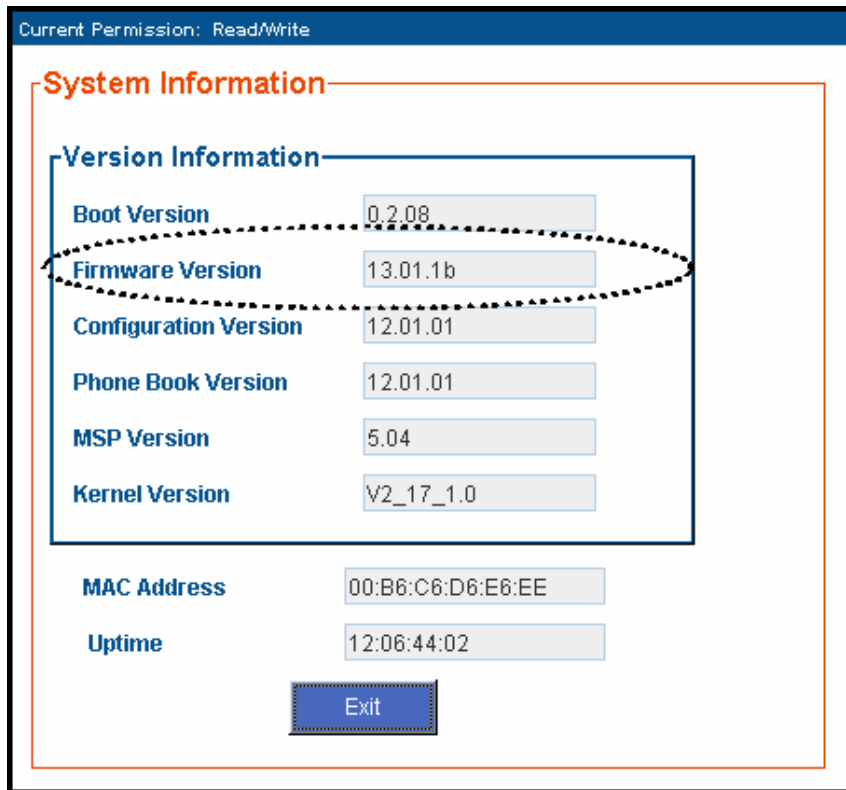 Current Permission: Read/Write
System Information
Version Information
Boot Version 0.2.08
Firmware Version 13.01.1b
Configuration Version 12.01.01
Phone Book Version 12.01.01
MSP Version 5.04
Kernel Version V2_17_1.0
MAC Address 00:B6:C6:D6:E6:EE
Uptime 12:06:44:02
Exit